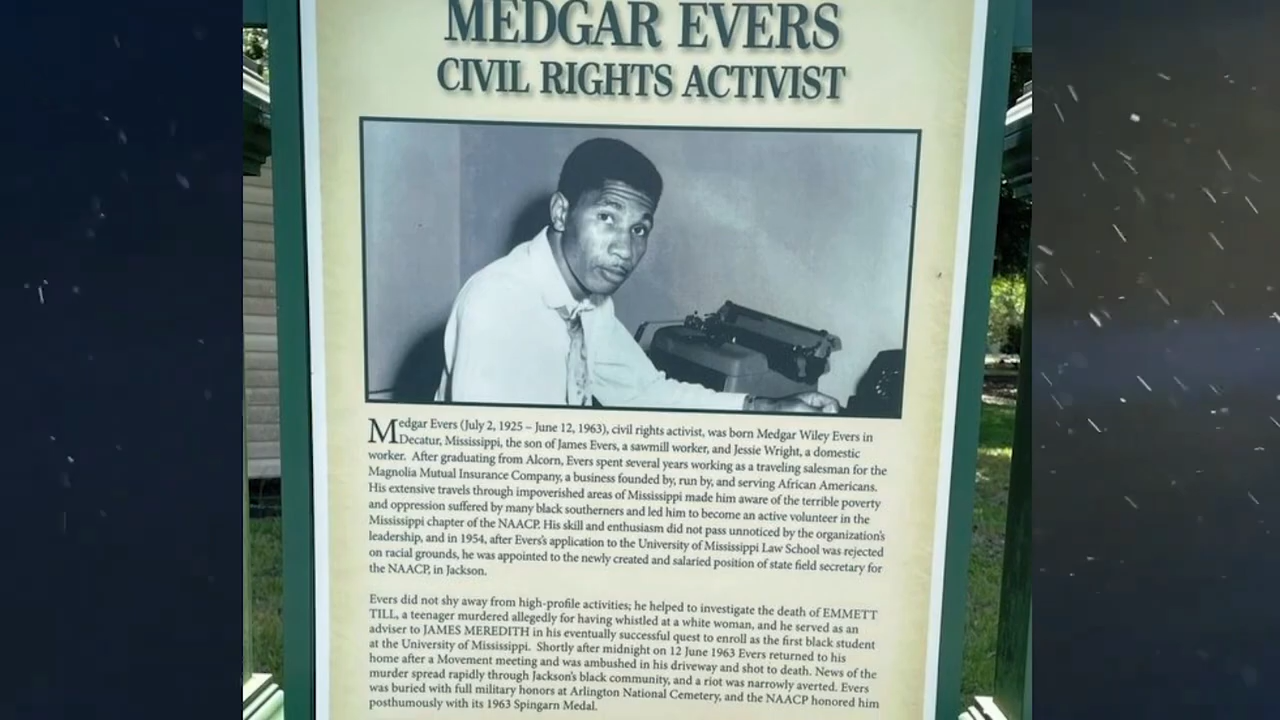 MEDGAR EVERS
CIVIL RIGHTS ACTIVIST
Medgar Evers (July 2, 1925 – June 12, 1963), civil rights activist, was born Medgar Wiley Evers in
Decatur, Mississippi, the son of James Evers, a sawmill worker, and Jessie Wright, a domestic
worker. After graduating from Alcorn, Evers spent several years working as a traveling salesman for the
Magnolia Mutual Insurance Company, a business founded by, run by, and serving African Americans.
His extensive travels through impoverished areas of Mississippi made him aware of the terrible poverty
and oppression suffered by many black southerners and led him to become an active volunteer in the
Mississippi chapter of the NAACP. His skill and enthusiasm did not pass unnoticed by the organization's
leadership, and in 1954, after Evers's application to the University of Mississippi Law School was rejected
on racial grounds, he was appointed to the newly created and salaried position of state field secretary for
the NAACP, in Jackson.
Evers did not shy away from high-profile activities; he helped to investigate the death of EMMETT
TILL, a teenager murdered allegedly for having whistled at a white woman, and he served as an
adviser to JAMES MEREDITH in his eventually successful quest to enroll as the first black student
at the University of Mississippi. Shortly after midnight on 12 June 1963 Evers returned to his
home after a Movement meeting and was ambushed in his driveway and shot to death. News of the
murder spread rapidly through Jackson's black community, and a riot was narrowly averted. Evers
was buried with full military honors at Arlington National Cemetery, and the NAACP honored him
posthumously with its 1963 Spingarn Medal.